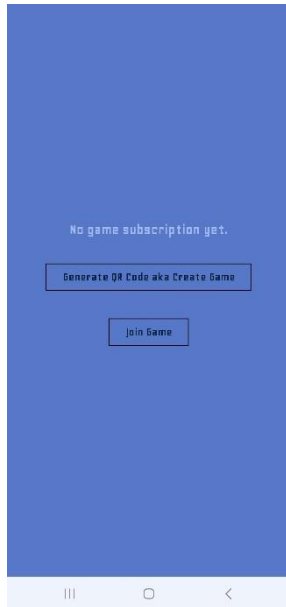 No game subscription yet.
Generate QR Code aka Create Game
Join Game